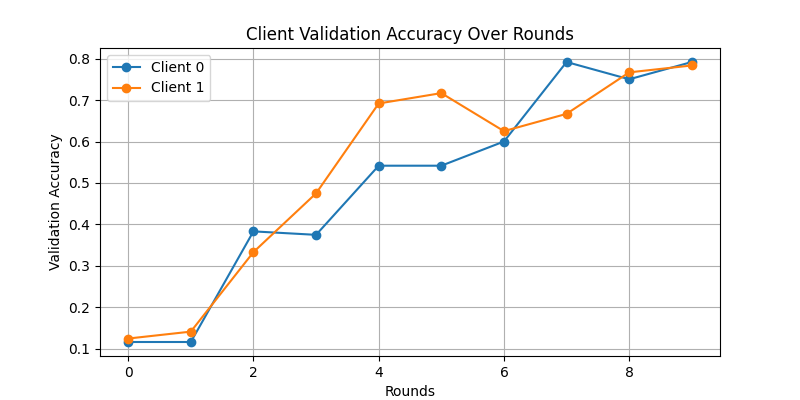 Client Validation Accuracy Over Rounds
Client 0
Client 1
Validation Accuracy
0.8
0.7
0.6
0.5
0.4
0.3
0.2
0.1
0 2 4 6 8
Rounds